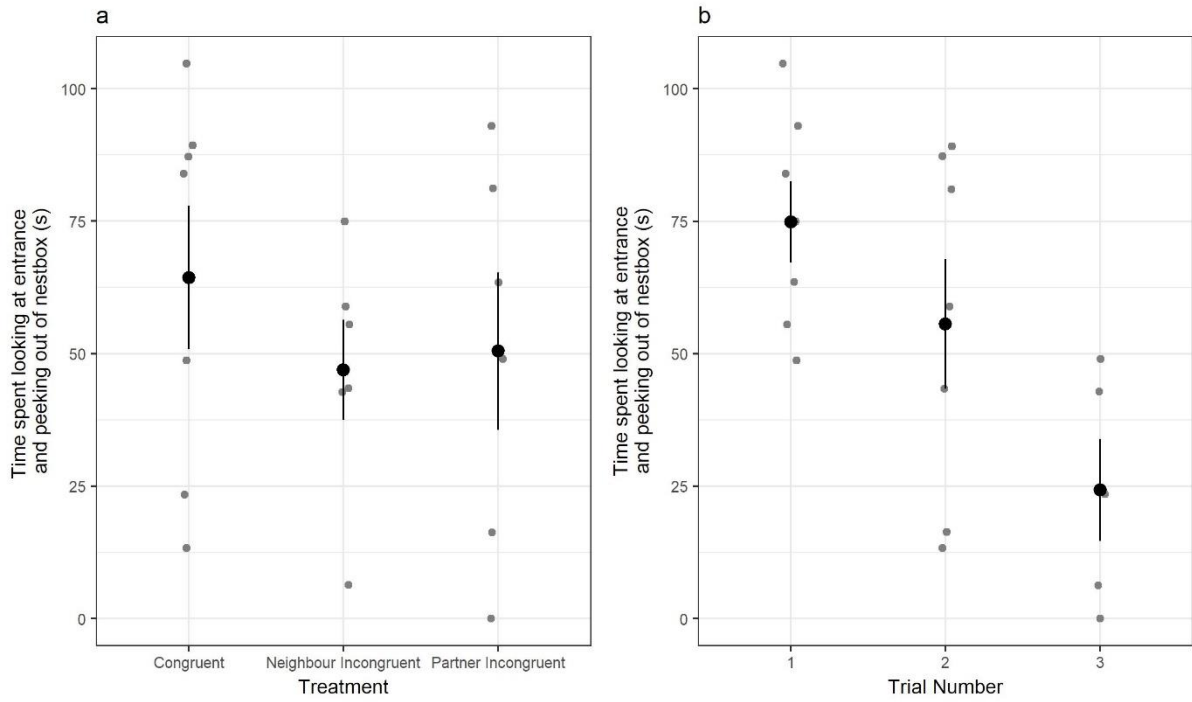 a
Time spent looking at entrance
and peeking out of nestbox (s)
100
75
50
25
0
Congruent
Neighbour Incongruent
Partner Incongruent
Treatment
b
Time spent looking at entrance
and peeking out of nestbox (s)
100
75
50
25
0
1
2
3
Trial Number